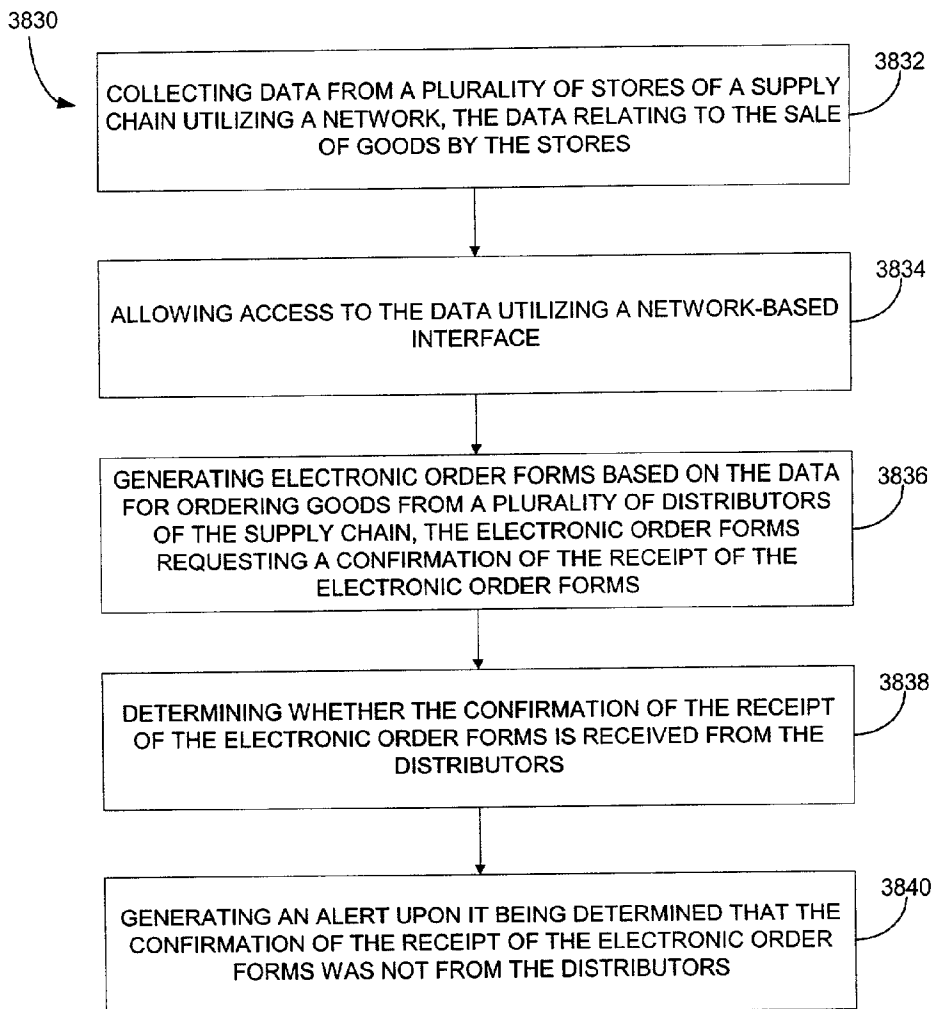 3830
3832
COLLECTING DATA FROM A PLURALITY OF STORES OF A SUPPLY
CHAIN UTILIZING A NETWORK, THE DATA RELATING TO THE SALE
OF GOODS BY THE STORES
3834
ALLOWING ACCESS TO THE DATA UTILIZING A NETWORK-BASED
INTERFACE
3836
GENERATING ELECTRONIC ORDER FORMS BASED ON THE DATA
FOR ORDERING GOODS FROM A PLURALITY OF DISTRIBUTORS
OF THE SUPPLY CHAIN, THE ELECTRONIC ORDER FORMS
REQUESTING A CONFIRMATION OF THE RECEIPT OF THE
ELECTRONIC ORDER FORMS
3838
DETERMINING WHETHER THE CONFIRMATION OF THE RECEIPT
OF THE ELECTRONIC ORDER FORMS IS RECEIVED FROM THE
DISTRIBUTORS
3840
GENERATING AN ALERT UPON IT BEING DETERMINED THAT THE
CONFIRMATION OF THE RECEIPT OF THE ELECTRONIC ORDER
FORMS WAS NOT FROM THE DISTRIBUTORS